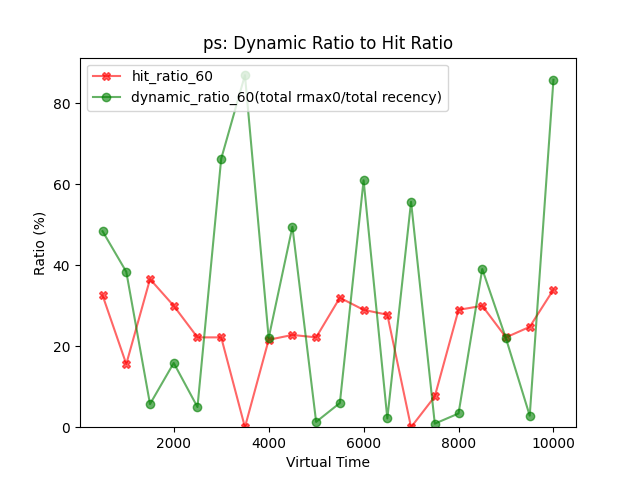 ps: Dynamic Ratio to Hit Ratio
hit_ratio_60
dynamic_ratio_60(total rmax0/total recency)
Ratio (%)
80
60
40
20
0
2000 4000 6000 8000 10000
Virtual Time